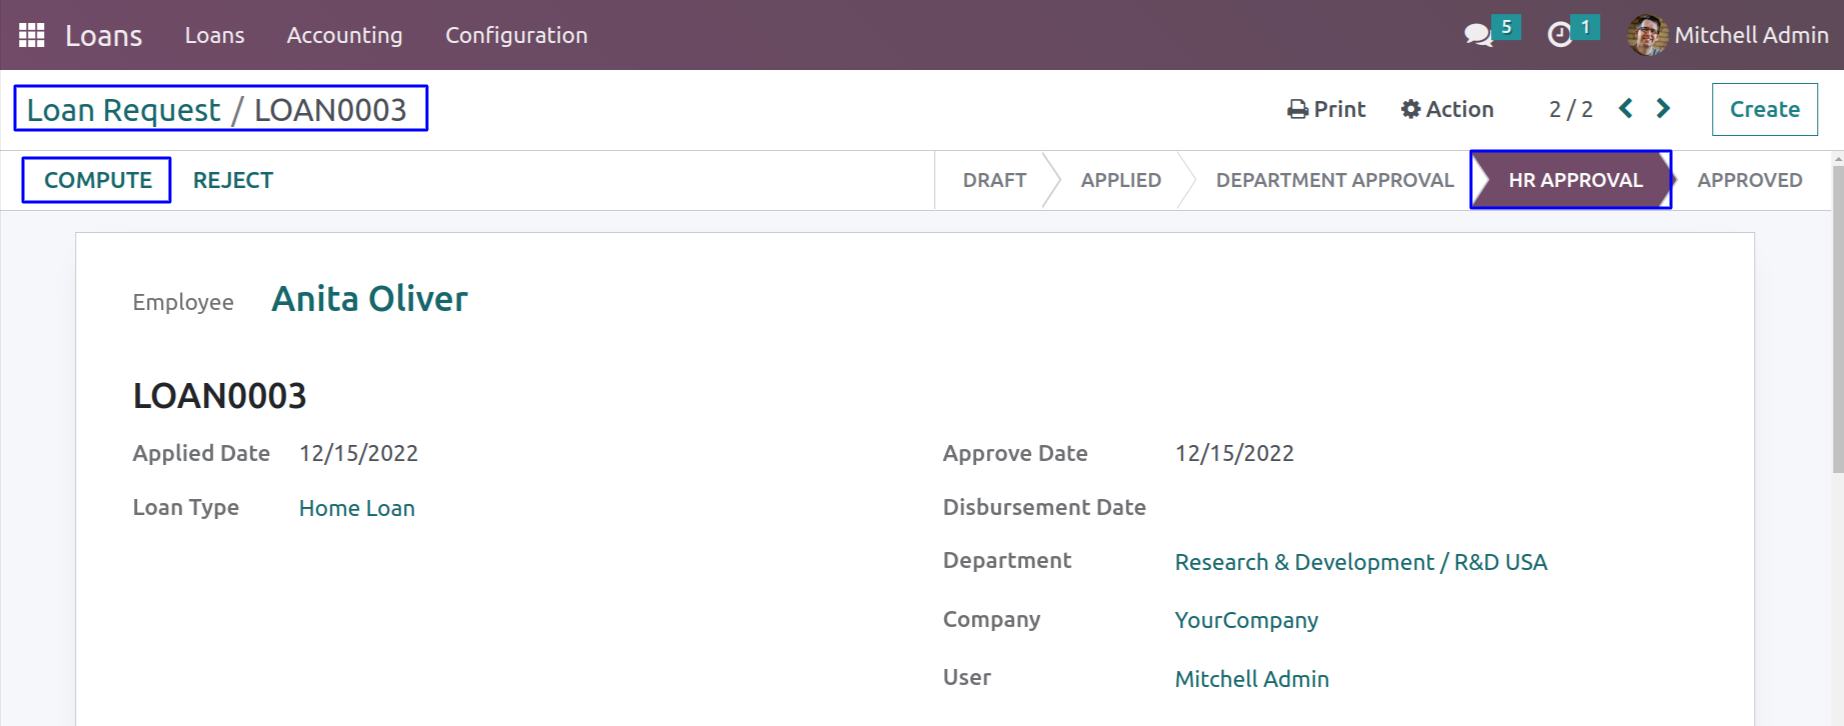 Loans Loans Accounting Configuration 5 1 Mitchell Admin
Loan Request / LOAN0003 Print Action 2 / 2 Create
COMPUTE REJECT DRAFT APPLIED DEPARTMENT APPROVAL HR APPROVAL APPROVED
Employee Anita Oliver
LOAN0003
Applied Date 12/15/2022 Approve Date 12/15/2022
Loan Type Home Loan Disbursement Date
Department Research & Development / R&D USA
Company YourCompany
User Mitchell Admin